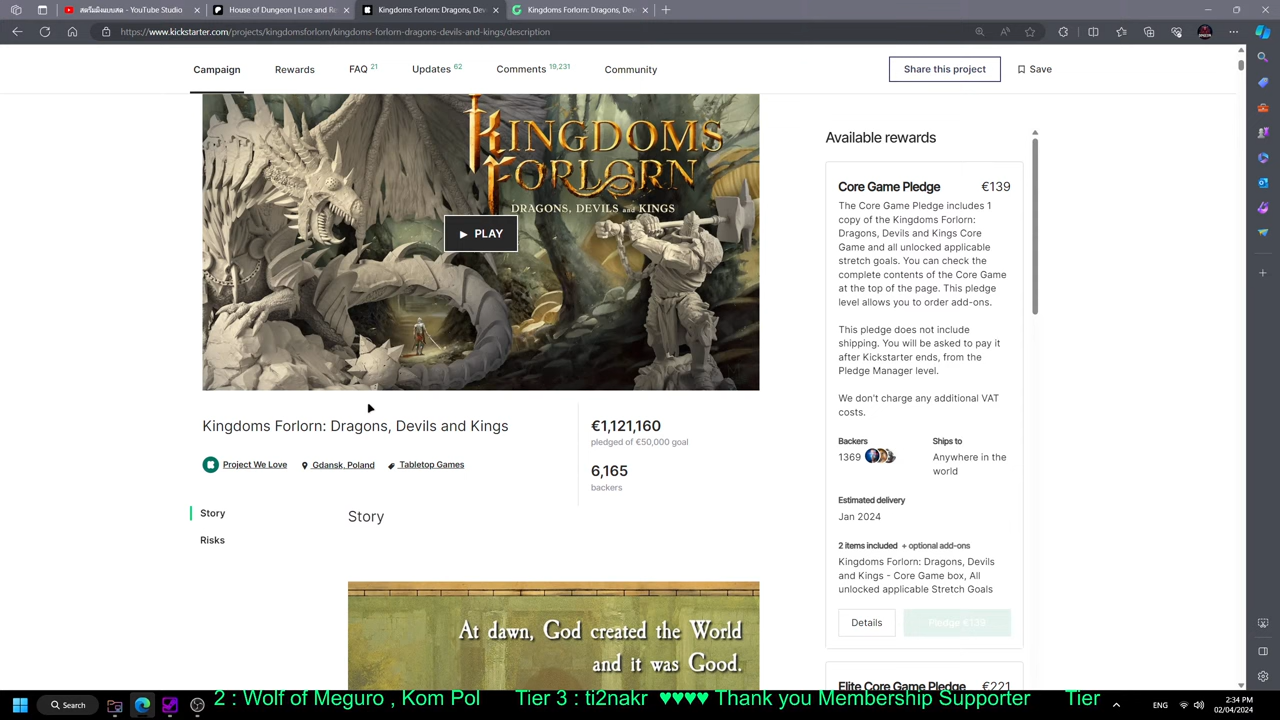 สตรีมมิงแบบสด - YouTube Studio
House of Dungeon | Lore and R
Kingdoms Forlorn: Dragons, De
Kingdoms Forlorn: Dragons, De
https://www.kickstarter.com/projects/kingdomsforlorn/kingdoms-forlorn-dragons-devils-and-kings/description
Campaign
Rewards
FAQ 21
Updates 62
Comments 19,231
Community
Share this project
Save
KINGDOMS
FORLORN
DRAGONS, DEVILS and KINGS
PLAY
Kingdoms Forlorn: Dragons, Devils and Kings
Project We Love
Gdansk, Poland
Tabletop Games
€1,121,160
pledged of €50,000 goal
6,165
backers
Story
Risks
Story
At dawn, God created the World
and it was Good.
Available rewards
Core Game Pledge €139
The Core Game Pledge includes 1
copy of the Kingdoms Forlorn:
Dragons, Devils and Kings Core
Game and all unlocked applicable
stretch goals. You can check the
complete contents of the Core Game
at the top of the page. This pledge
level allows you to order add-ons.
This pledge does not include
shipping. You will be asked to pay it
after Kickstarter ends, from the
Pledge Manager level.
We don't charge any additional VAT
costs.
Backers
1369
Ships to
Anywhere in the
world
Estimated delivery
Jan 2024
2 items included + optional add-ons
Kingdoms Forlorn: Dragons, Devils
and Kings - Core Game box, All
unlocked applicable Stretch Goals
Details
Pledge €139
Elite Core Game Pledge €221
Search
2 : Wolf of Meguro , Kom Pol Tier 3 : ti2nakr ♥♥♥♥ Thank you Membership Supporter Tier
ENG
2:34 PM
02/04/2024